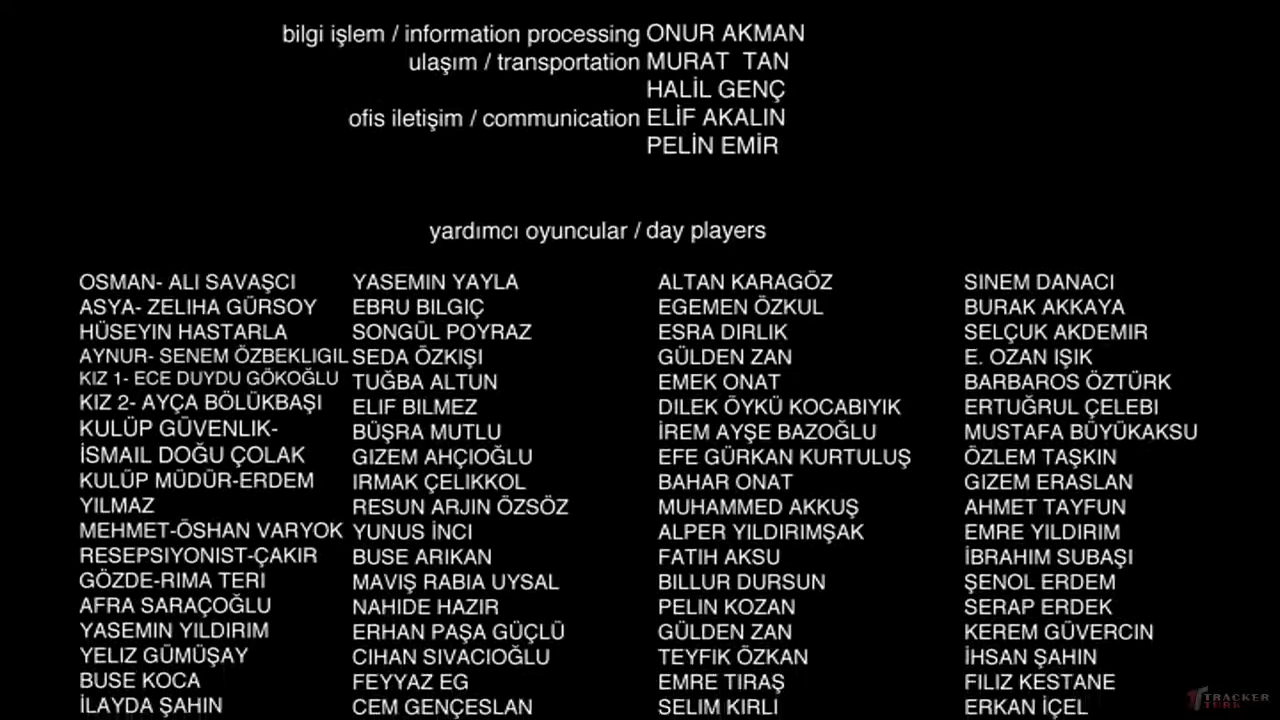 bilgi işlem / information processing ONUR AKMAN
ulaşım / transportation MURAT TAN
HALİL GENÇ
ofis iletişim / communication ELİF AKALIN
PELİN EMİR
yardımcı oyuncular / day players
OSMAN- ALI SAVAŞCI
ASYA- ZELIHA GÜRSOY
HÜSEYIN HASTARLA
AYNUR- SENEM ÖZBEKLIGIL
KIZ 1- ECE DUYDU GÖKOĞLU
KIZ 2- AYÇA BÖLÜKBAŞI
KULÜP GÜVENLIK-
İSMAIL DOĞU ÇOLAK
KULÜP MÜDÜR-ERDEM
YILMAZ
MEHMET-ÖSHAN VARYOK
RESEPSIYONIST-ÇAKIR
GÖZDE-RIMA TERI
AFRA SARAÇOĞLU
YASEMIN YILDIRIM
YELIZ GÜMÜŞAY
BUSE KOCA
İLAYDA ŞAHIN
YASEMIN YAYLA
EBRU BILGIÇ
SONGÜL POYRAZ
SEDA ÖZKIŞI
TUĞBA ALTUN
ELIF BILMEZ
BÜŞRA MUTLU
GIZEM AHÇIOĞLU
IRMAK ÇELIKKOL
RESUN ARJIN ÖZSÖZ
YUNUS İNCI
BUSE ARIKAN
MAVIŞ RABIA UYSAL
NAHIDE HAZIR
ERHAN PAŞA GÜÇLÜ
CIHAN SIVACIOĞLU
FEYYAZ EG
CEM GENÇESLAN
ALTAN KARAGÖZ
EGEMEN ÖZKUL
ESRA DIRLIK
GÜLDEN ZAN
EMEK ONAT
DILEK ÖYKÜ KOCABIYIK
İREM AYŞE BAZOĞLU
EFE GÜRKAN KURTULUŞ
BAHAR ONAT
MUHAMMED AKKUŞ
ALPER YILDIRIMŞAK
FATIH AKSU
BILLUR DURSUN
PELIN KOZAN
GÜLDEN ZAN
TEYFIK ÖZKAN
EMRE TIRAŞ
SELIM KIRLI
SINEM DANACI
BURAK AKKAYA
SELÇUK AKDEMIR
E. OZAN IŞIK
BARBAROS ÖZTÜRK
ERTUĞRUL ÇELEBI
MUSTAFA BÜYÜKAKSU
ÖZLEM TAŞKIN
GIZEM ERASLAN
AHMET TAYFUN
EMRE YILDIRIM
İBRAHIM SUBAŞI
ŞENOL ERDEM
SERAP ERDEK
KEREM GÜVERCIN
İHSAN ŞAHIN
FILIZ KESTANE
ERKAN İÇEL
TRACKER
TURK